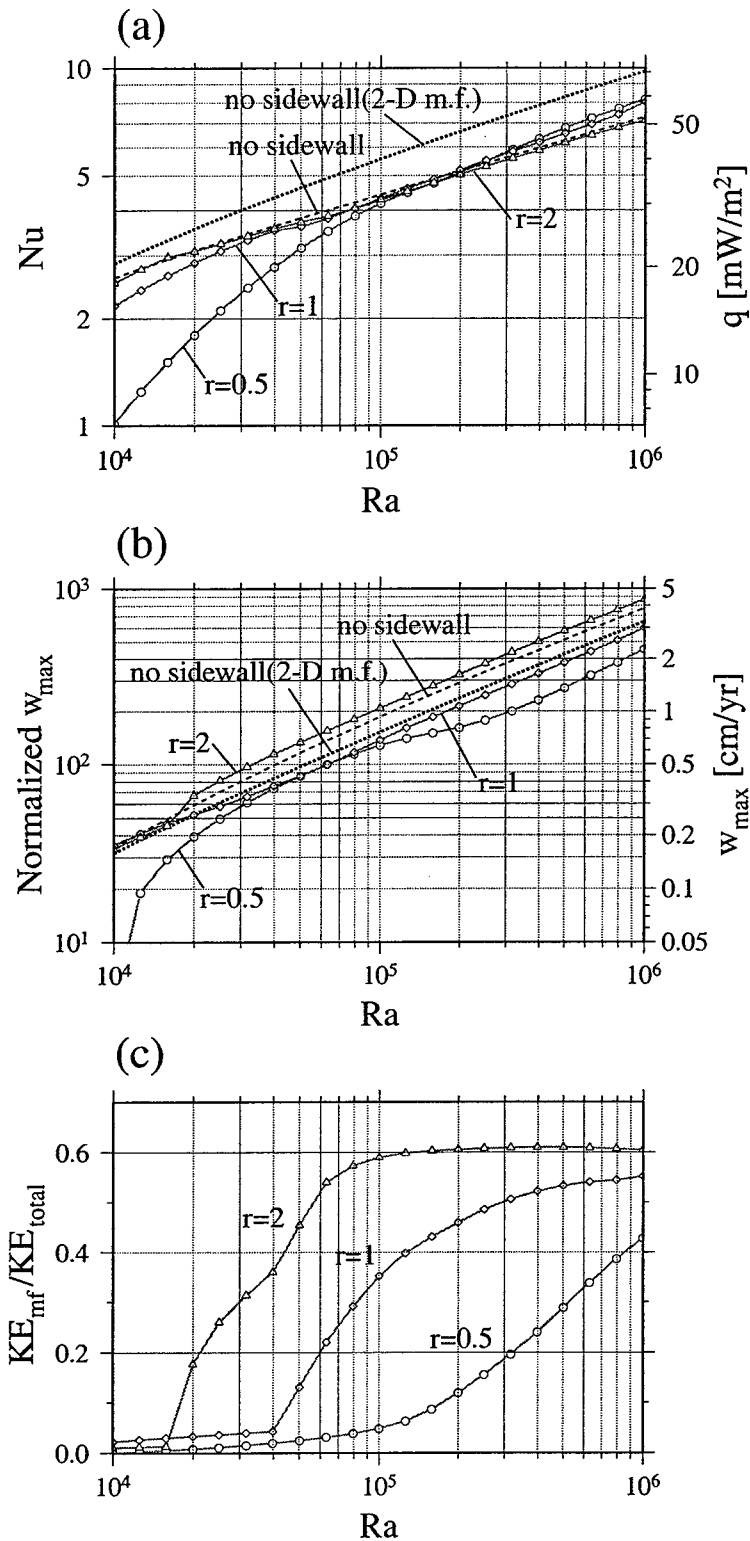 (a)
10
5
2
1
Nu
no sidewall(2-D m.f.)
no sidewall
r=2
r=1
r=0.5
50
20
10
q [mW/m²]
10⁴
10⁵
10⁶
Ra
(b)
10³
10²
10¹
Normalized wₘₐₓ
no sidewall
no sidewall(2-D m.f.)
r=2
r=1
r=0.5
5
2
1
0.5
0.2
0.1
0.05
wₘₐₓ [cm/yr]
10⁴
10⁵
10⁶
Ra
(c)
0.6
0.4
0.2
0.0
KE_mf/KE_total
r=2
r=1
r=0.5
10⁴
10⁵
10⁶
Ra